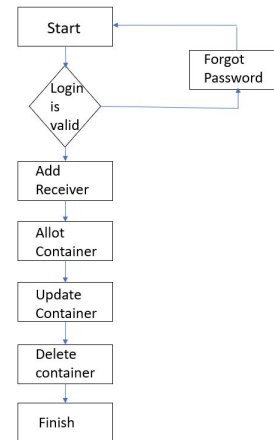 Start
Forgot
Password
Login
is
valid
Add
Receiver
Allot
Container
Update
Container
Delete
container
Finish